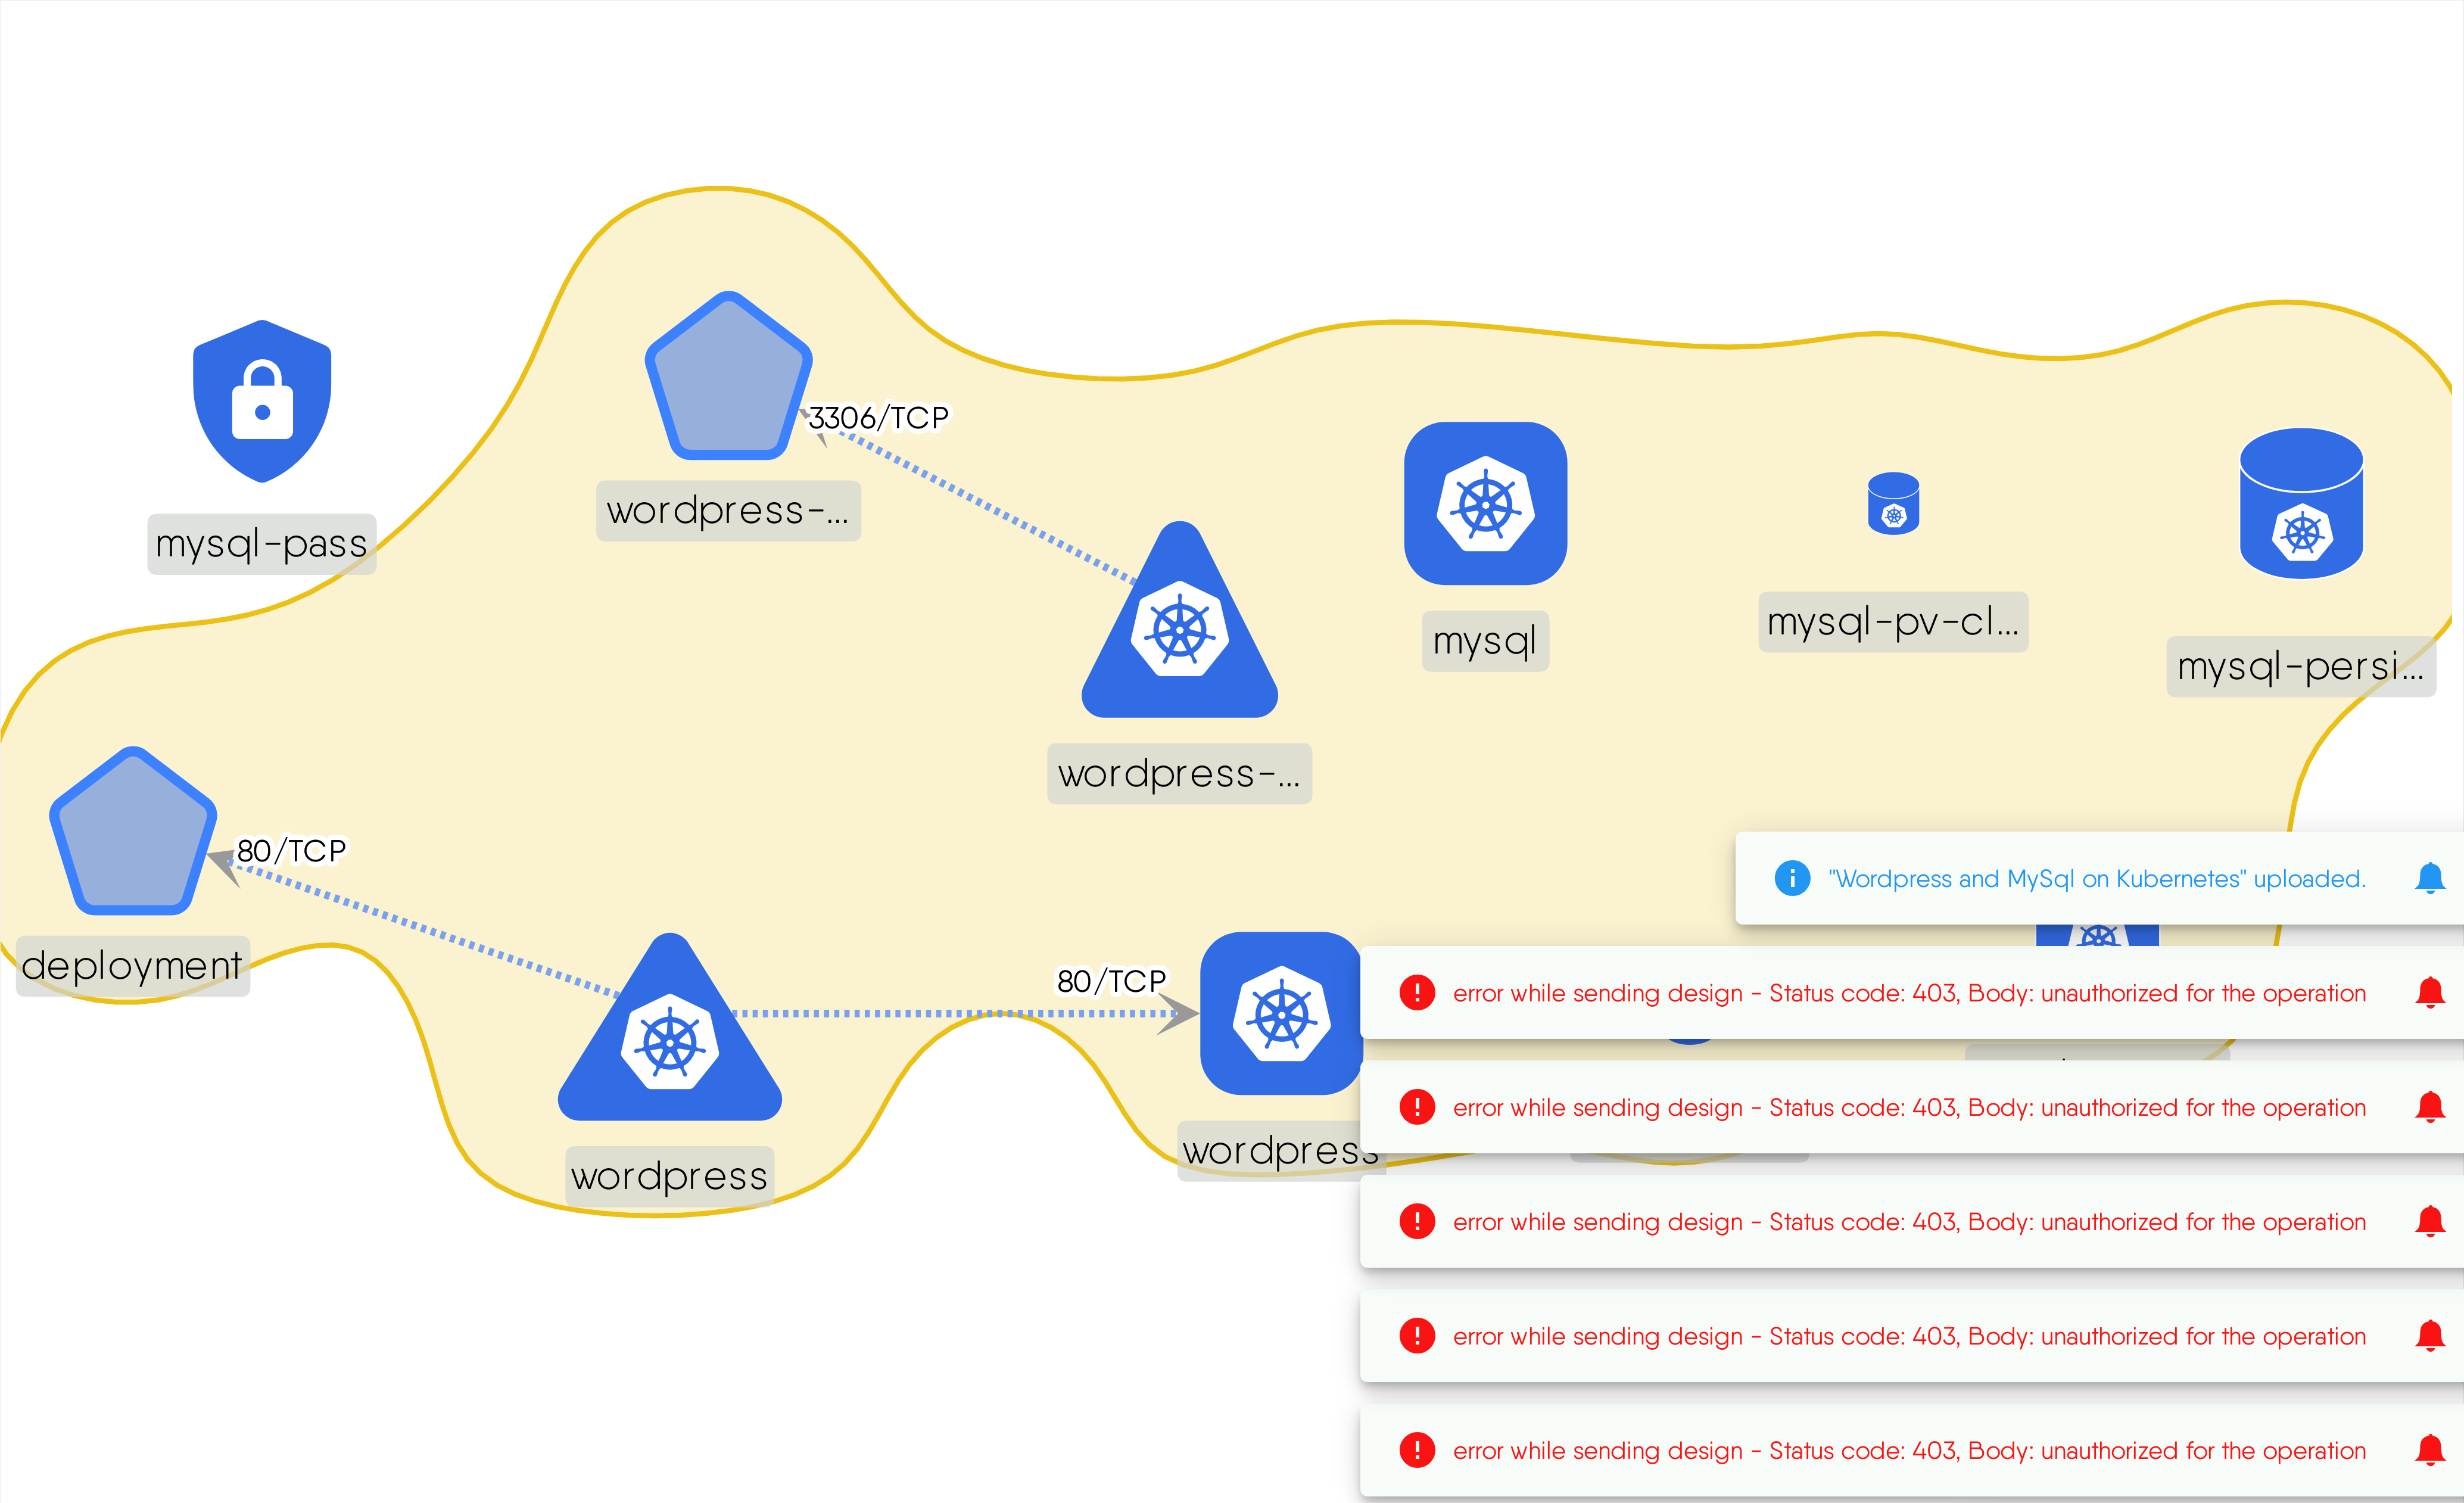 3306/TCP
wordpress-...
mysql-pass
mysql
mysql-pv-cl...
mysql-persi...
wordpress-...
80/TCP
deployment
80/TCP
wordpress
wordpress
"Wordpress and MySql on Kubernetes" uploaded.
error while sending design - Status code: 403, Body: unauthorized for the operation
error while sending design - Status code: 403, Body: unauthorized for the operation
error while sending design - Status code: 403, Body: unauthorized for the operation
error while sending design - Status code: 403, Body: unauthorized for the operation
error while sending design - Status code: 403, Body: unauthorized for the operation